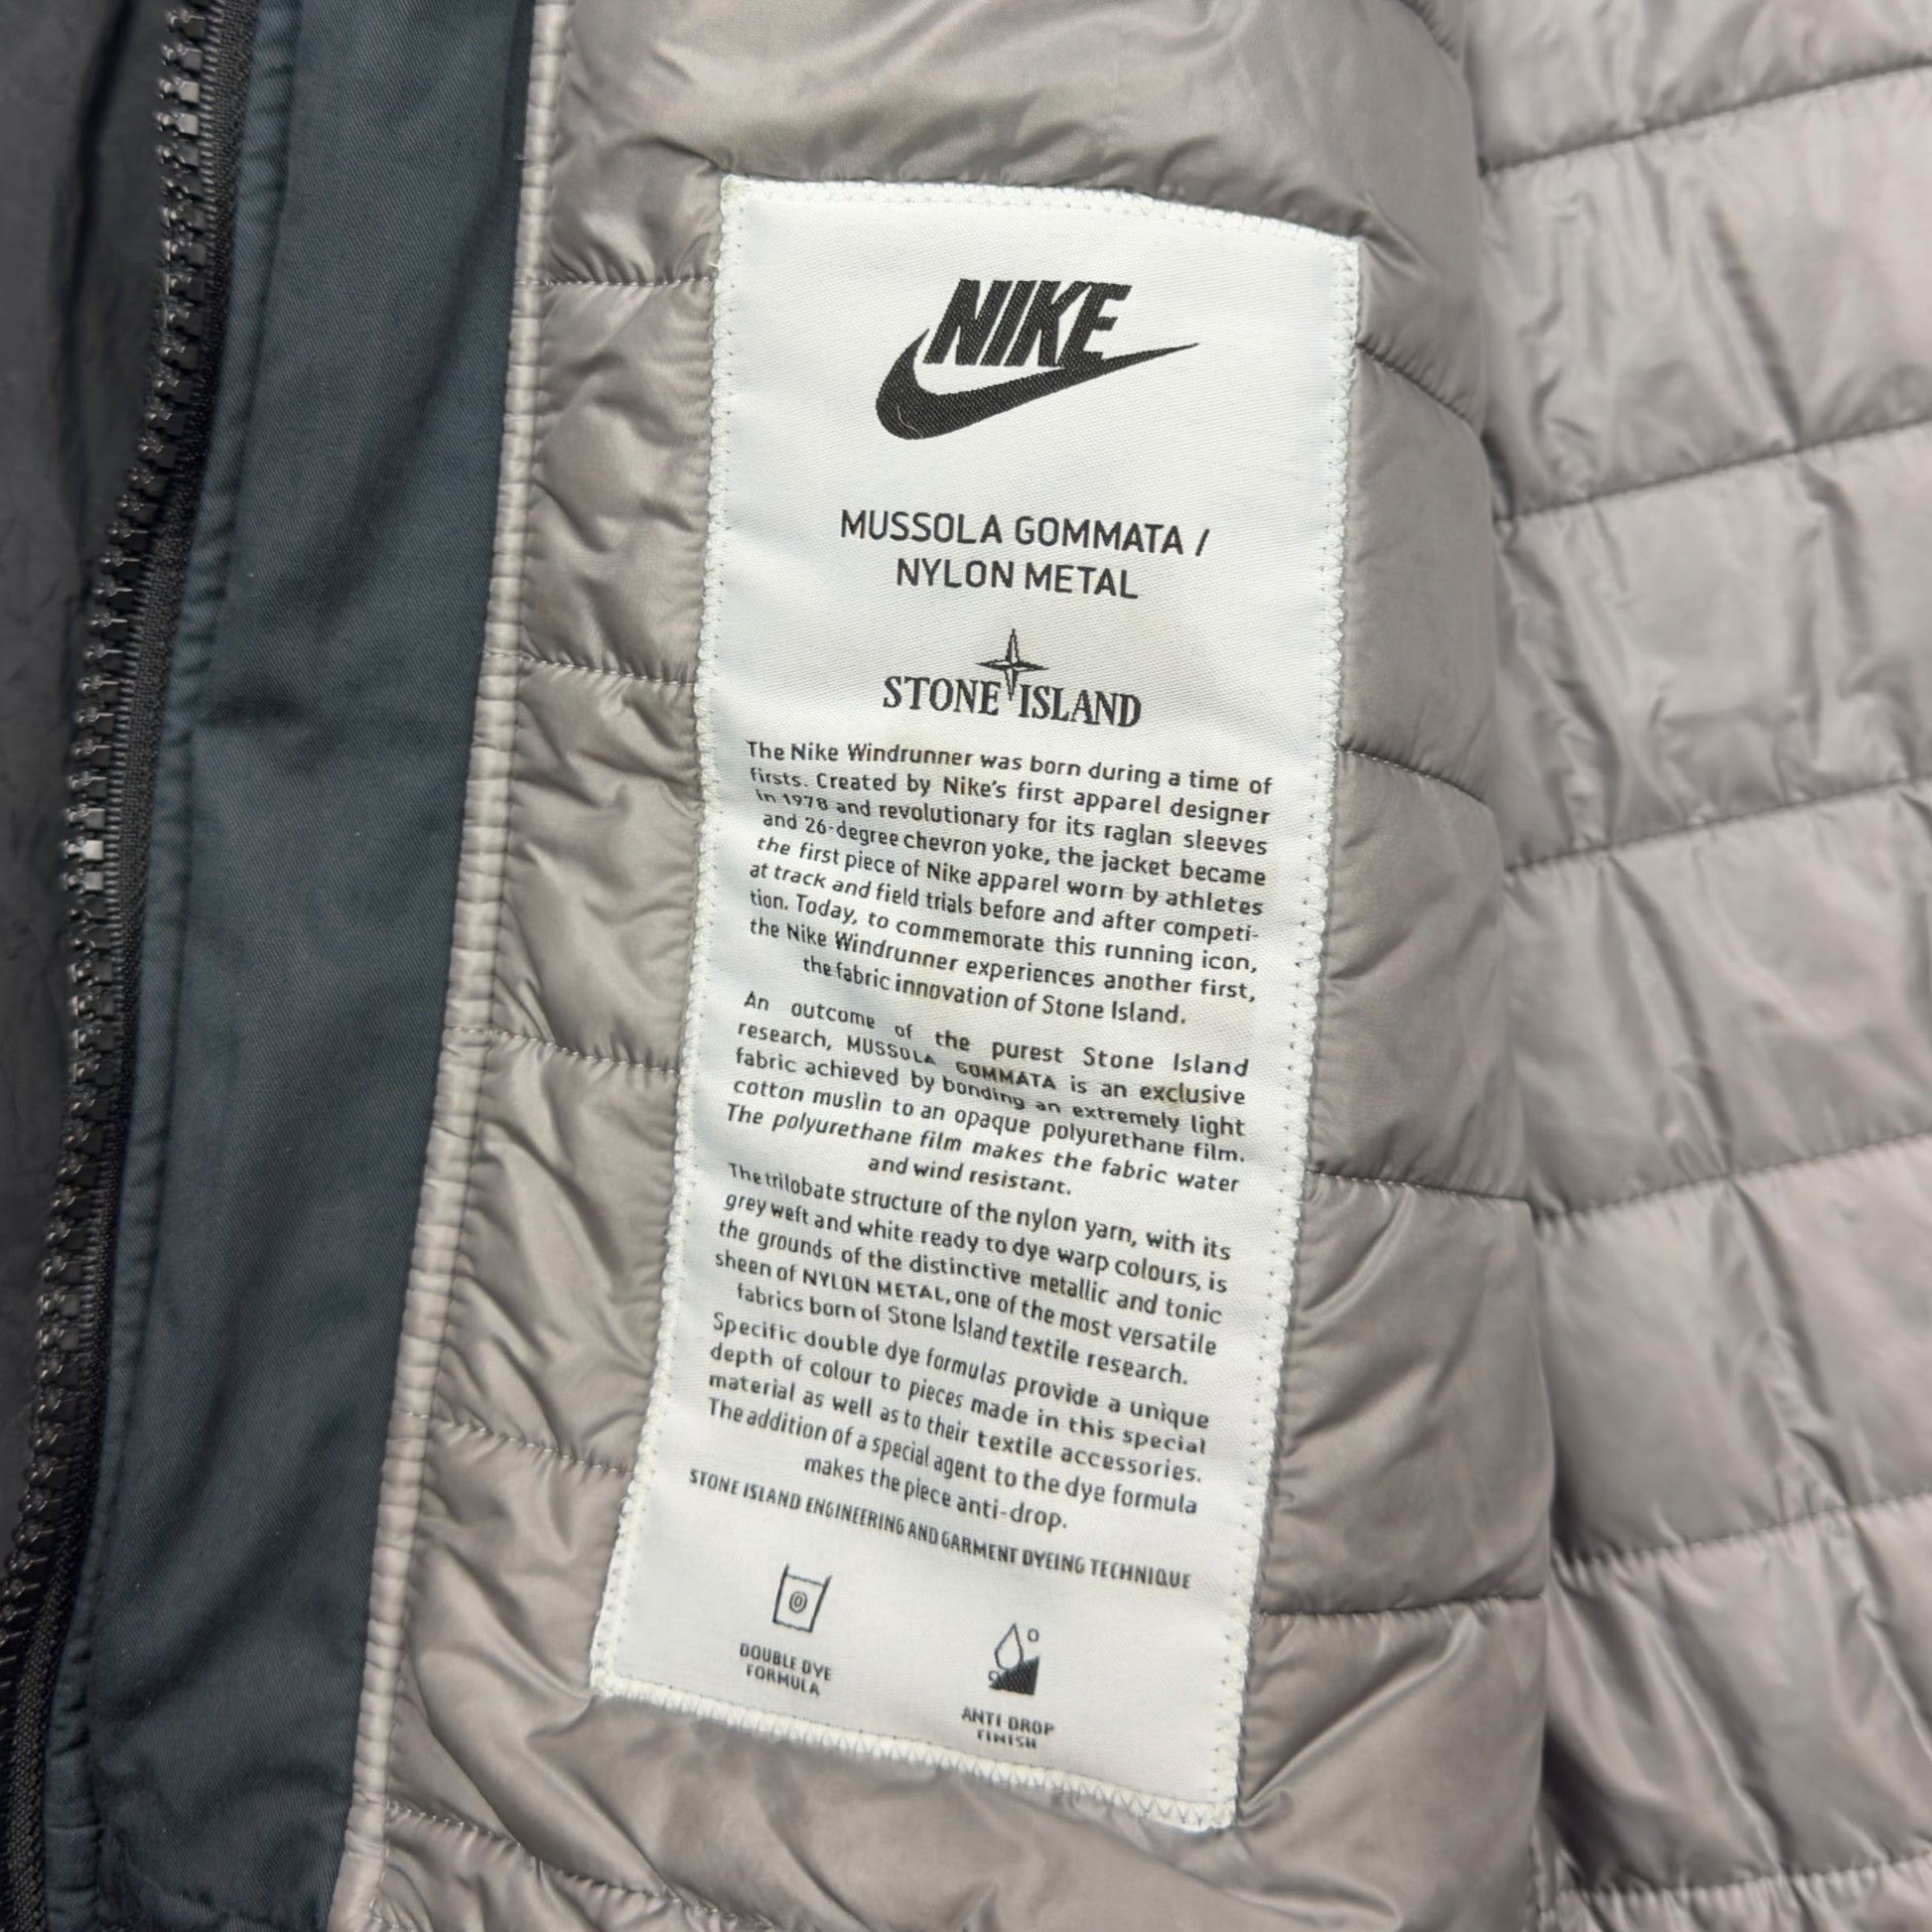 NIKE
MUSSOLA GOMMATA /
NYLON METAL
STONE ISLAND
The Nike Windrunner was born during a time of
firsts. Created by Nike's first apparel designer
in 1978 and revolutionary for its raglan sleeves
and 26-degree chevron yoke, the jacket became
the first piece of Nike apparel worn by athletes
at track and field trials before and after competi-
tion. Today, to commemorate this running icon,
the Nike Windrunner experiences another first,
the fabric innovation of Stone Island.
An outcome of the purest Stone Island
research, MUSSOLA GOMMATA is an exclusive
fabric achieved by bonding an extremely light
cotton muslin to an opaque polyurethane film.
The polyurethane film makes the fabric water
and wind resistant.
The trilobate structure of the nylon yarn, with its
grey weft and white ready to dye warp colours, is
the grounds of the distinctive metallic and tonic
sheen of NYLON METAL, one of the most versatile
fabrics born of Stone Island textile research.
Specific double dye formulas provide a unique
depth of colour to pieces made in this special
material as well as to their textile accessories.
The addition of a special agent to the dye formula
makes the piece anti-drop.
STONE ISLAND ENGINEERING AND GARMENT DYEING TECHNIQUE
DOUBLE DYE
FORMULA
ANTI DROP
FINISH